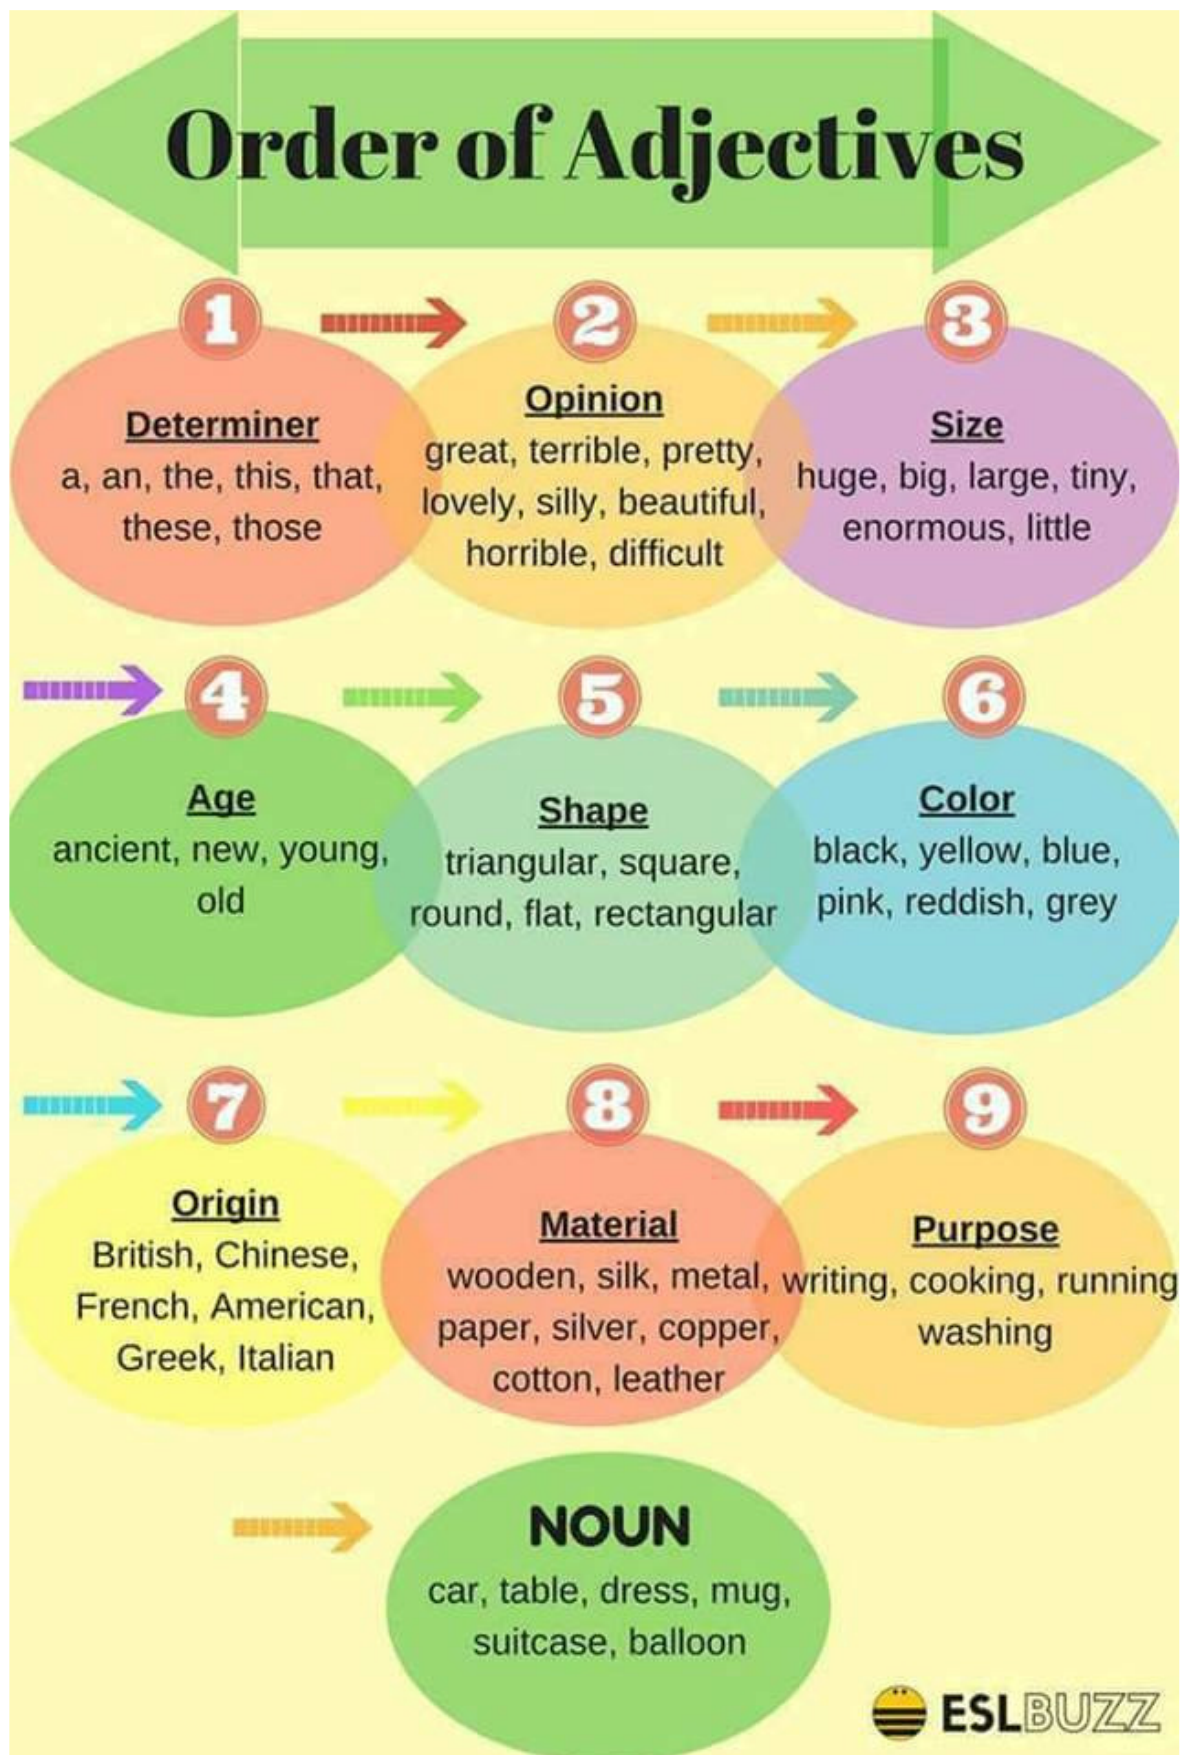 Order of Adjectives
1
2
3
Determiner
a, an, the, this, that,
these, those
Opinion
great, terrible, pretty,
lovely, silly, beautiful,
horrible, difficult
Size
huge, big, large, tiny,
enormous, little
4
5
6
Age
ancient, new, young,
old
Shape
triangular, square,
round, flat, rectangular
Color
black, yellow, blue,
pink, reddish, grey
7
8
9
Origin
British, Chinese,
French, American,
Greek, Italian
Material
wooden, silk, metal,
paper, silver, copper,
cotton, leather
Purpose
writing, cooking, running
washing
NOUN
car, table, dress, mug,
suitcase, balloon
ESLBUZZ